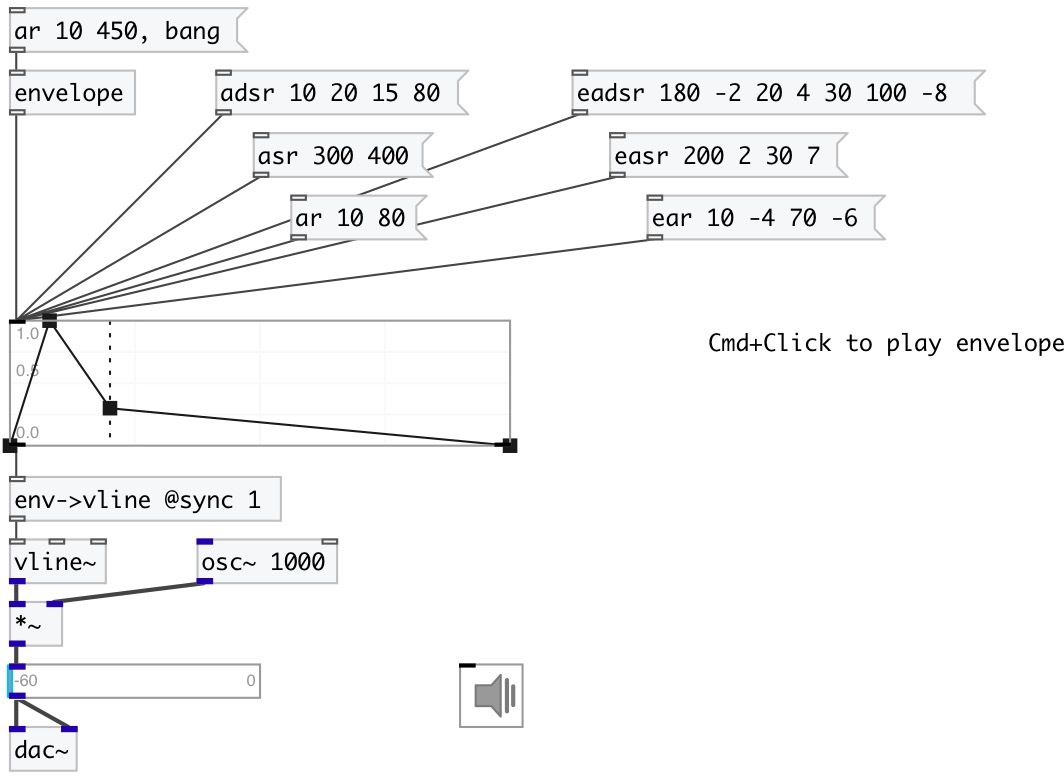 ar 10 450, bang
envelope
adsr 10 20 15 80
eadsr 180 -2 20 4 30 100 -8
asr 300 400
easr 200 2 30 7
ar 10 80
ear 10 -4 70 -6
1.0
0.5
0.0
Cmd+Click to play envelope
env->vline @sync 1
vline~
osc~ 1000
*~
-60
0
dac~